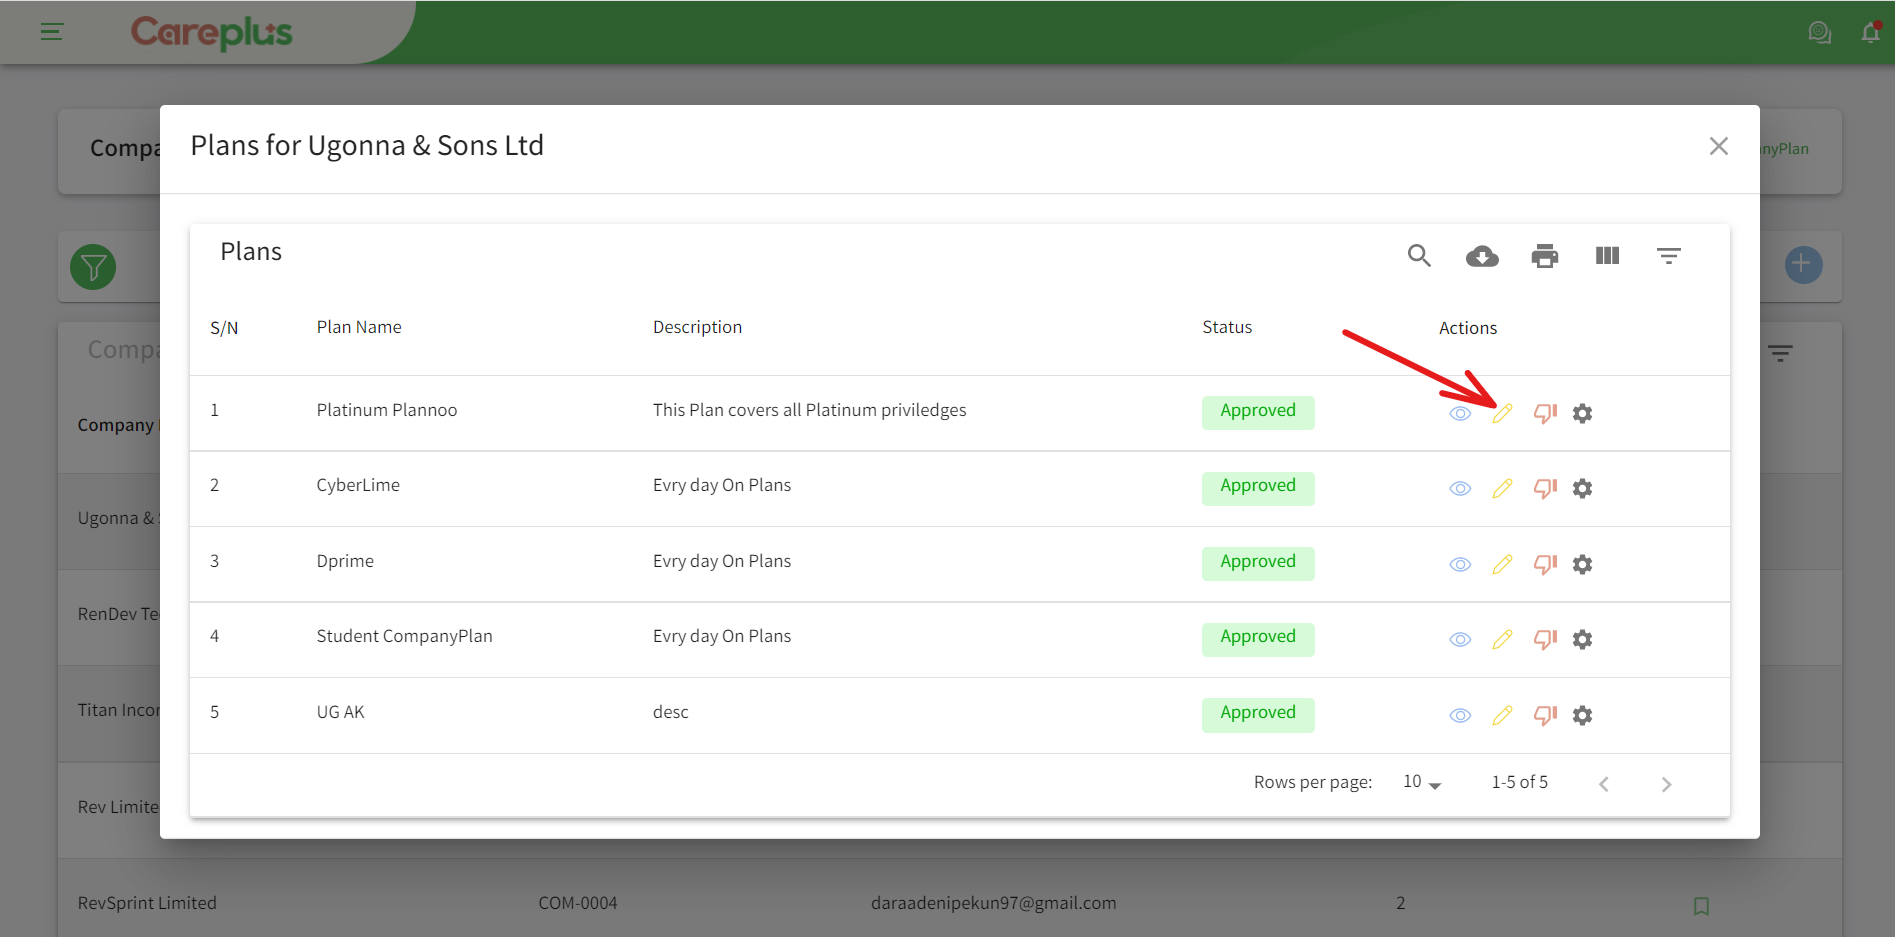 Careplus
Compa
Plans for Ugonna & Sons Ltd
nyPlan
Plans
Compa
S/N Plan Name Description Status Actions
Company
1 Platinum Plannoo This Plan covers all Platinum priviledges Approved
2 CyberLime Evry day On Plans Approved
Ugonna &
3 Dprime Evry day On Plans Approved
RenDev Te
4 Student CompanyPlan Evry day On Plans Approved
Titan Incor
5 UG AK desc Approved
Rows per page: 10 1-5 of 5
Rev Limite
RevSprint Limited COM-0004 daraadenipekun97@gmail.com 2